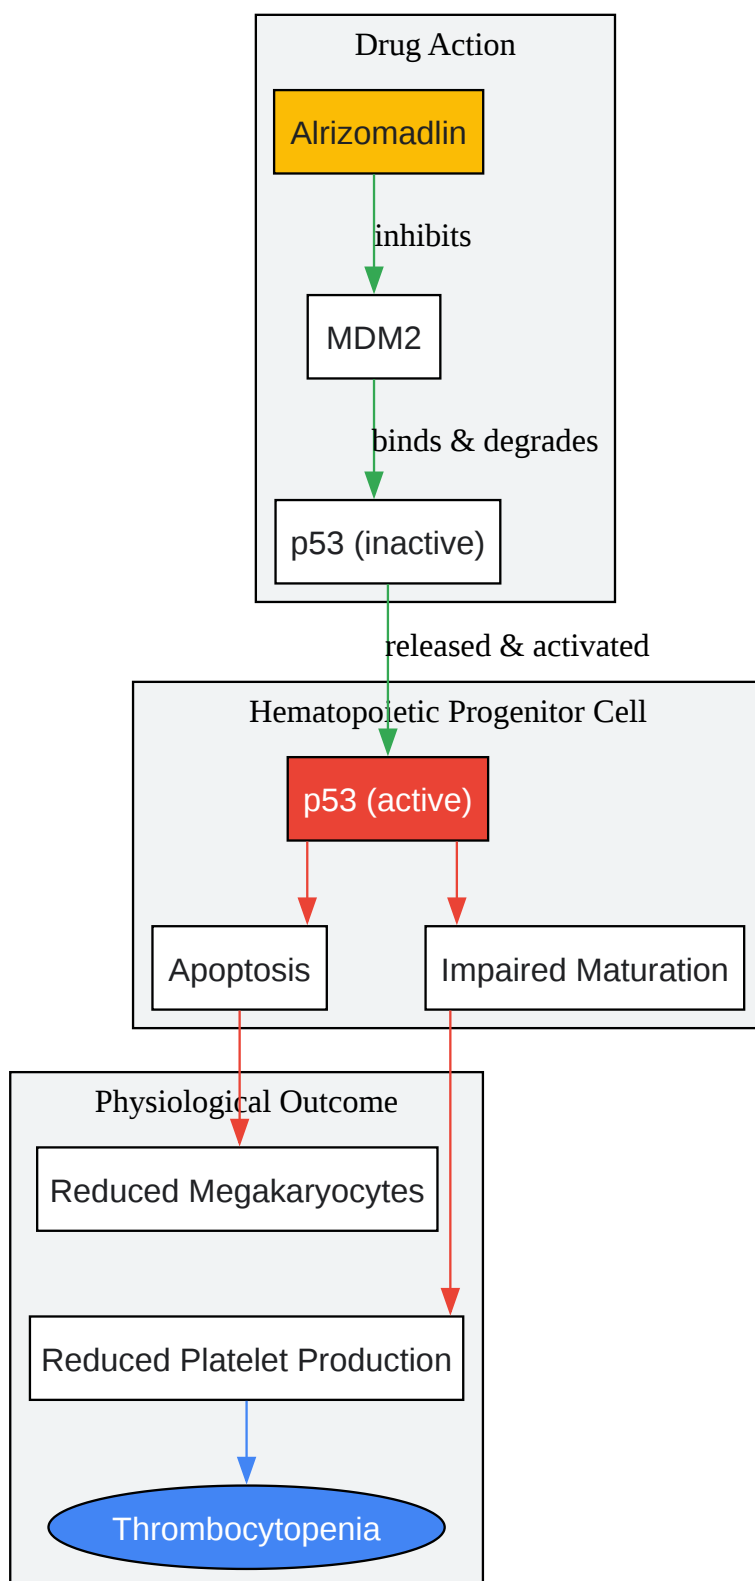 Drug Action
Alrizomadlin
inhibits
MDM2
binds & degrades
p53 (inactive)
released & activated
Hematopoietic Progenitor Cell
p53 (active)
Apoptosis
Impaired Maturation
Physiological Outcome
Reduced Megakaryocytes
Reduced Platelet Production
Thrombocytopenia